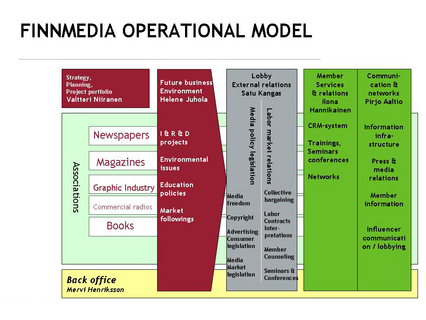 FINNMEDIA OPERATIONAL MODEL
Strategy,
Planning,
Project portfolio
Valtteri Niiranen
Future business
Environment
Helene Juhola
I & R & D
projects
Environmental
issues
Education
policies
Market
followings
Lobby
External relations
Satu Kangas
Media policy legislation
Labor market relations
Media
freedom
Copyright
Advertising
Consumer
legislation
Media
Market
legislation
Collective
bargaining
Labor
Contracts
Inter-
pretations
Member
Counseling
Seminars &
Conferences
Member
Services
& relations
Ilona
Hannikainen
CRM-system
Trainings,
Seminars
conferences
Networks
Communi-
cation &
networks
Pirjo Aaltio
Information
infra-
structure
Press &
media
relations
Member
information
Influencer
communicati
on / lobbying
Associations
Newspapers
Magazines
Graphic Industry
Commercial radios
Books
Back office
Mervi Henriksson